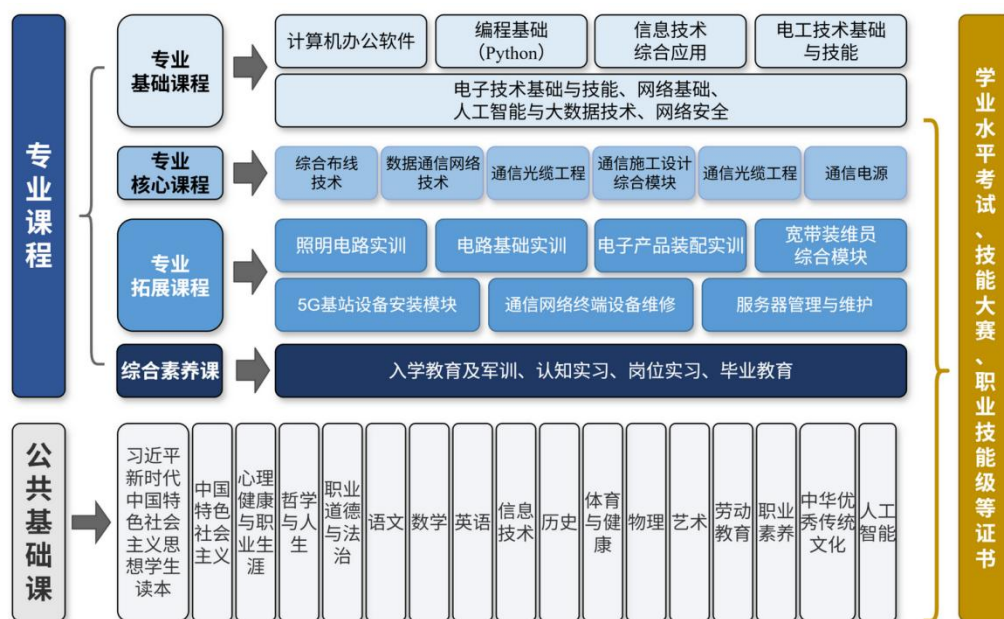 专业课程
专业
基础课程
计算机办公软件
编程基础
（Python）
信息技术
综合应用
电工技术基础
与技能
电子技术基础与技能、网络基础、
人工智能与大数据技术、网络安全
专业
核心课程
综合布线
技术
数据通信网络
技术
通信光缆工程
通信施工设计
综合模块
通信光缆工程
通信电源
专业
拓展课程
照明电路实训
电路基础实训
电子产品装配实训
宽带装维员
综合模块
5G基站设备安装模块
通信网络终端设备维修
服务器管理与维护
综合素养课
入学教育及军训、认知实习、岗位实习、毕业教育
公共基础课
习近平
新时代
中国特
色社会
主义思
想学生
读本
中国
特色
社会
主义
心理
健康
与职
业生
涯
哲学
与人
生
职业
道德
与法
治
语文
数学
英语
信息
技术
历史
体育
与健
康
物理
艺术
劳动
教育
职业
素养
中华优
秀传统
文化
人工
智能
学业水平考试、技能大赛、职业技能级等证书